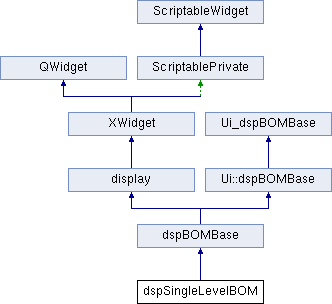 ScriptableWidget
QWidget
ScriptablePrivate
XWidget
Ui_dspBOMBase
display
Ui::dspBOMBase
dspBOMBase
dspSingleLevelBOM